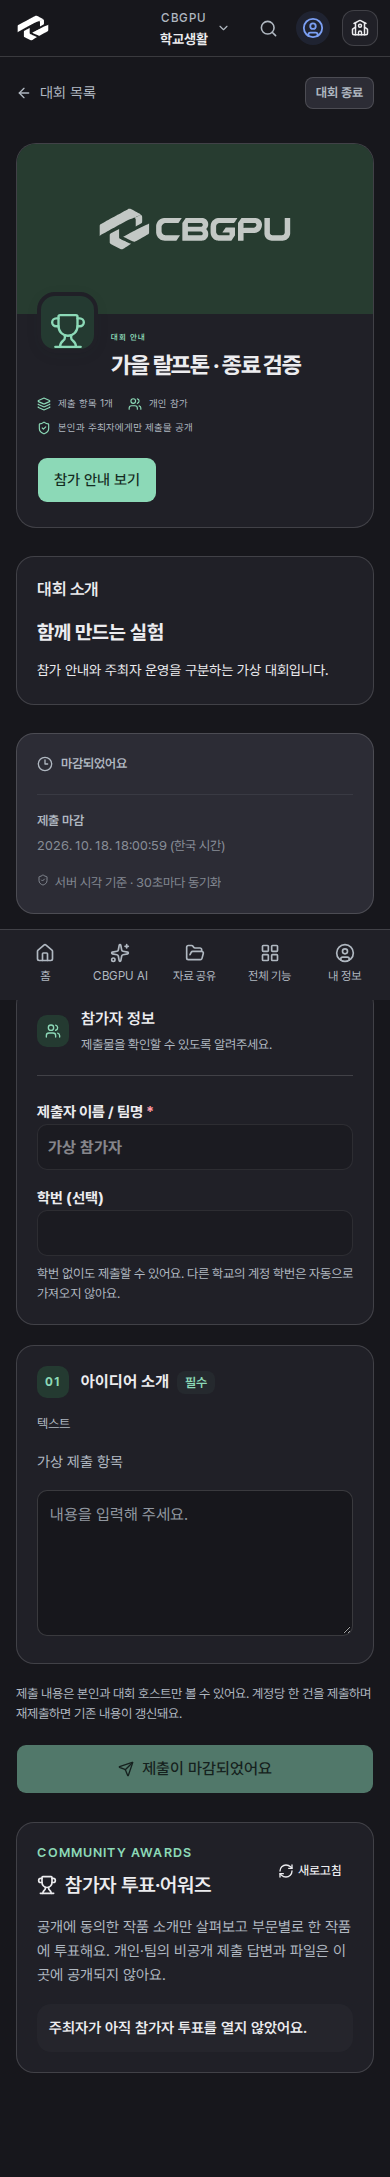 CBGPU
학교생활
대회 목록
대회 종료
CBGPU
대회 안내
가을 랄프톤 · 종료 검증
제출 항목 1개
개인 참가
본인과 주최자에게만 제출물 공개
참가 안내 보기
대회 소개
함께 만드는 실험
참가 안내와 주최자 운영을 구분하는 가상 대회입니다.
마감되었어요
제출 마감
2026. 10. 18. 18:00:59 (한국 시간)
서버 시각 기준 · 30초마다 동기화
홈
CBGPU AI
자료 공유
전체 기능
내 정보
참가자 정보
제출물을 확인할 수 있도록 알려주세요.
제출자 이름 / 팀명 *
가상 참가자
학번 (선택)
학번 없이도 제출할 수 있어요. 다른 학교의 계정 학번은 자동으로
가져오지 않아요.
01
아이디어 소개
필수
텍스트
가상 제출 항목
내용을 입력해 주세요.
제출 내용은 본인과 대회 호스트만 볼 수 있어요. 계정당 한 건을 제출하며
재제출하면 기존 내용이 갱신돼요.
제출이 마감되었어요
COMMUNITY AWARDS
참가자 투표·어워즈
새로고침
공개에 동의한 작품 소개만 살펴보고 부문별로 한 작품
에 투표해요. 개인·팀의 비공개 제출 답변과 파일은 이
곳에 공개되지 않아요.
주최자가 아직 참가자 투표를 열지 않았어요.